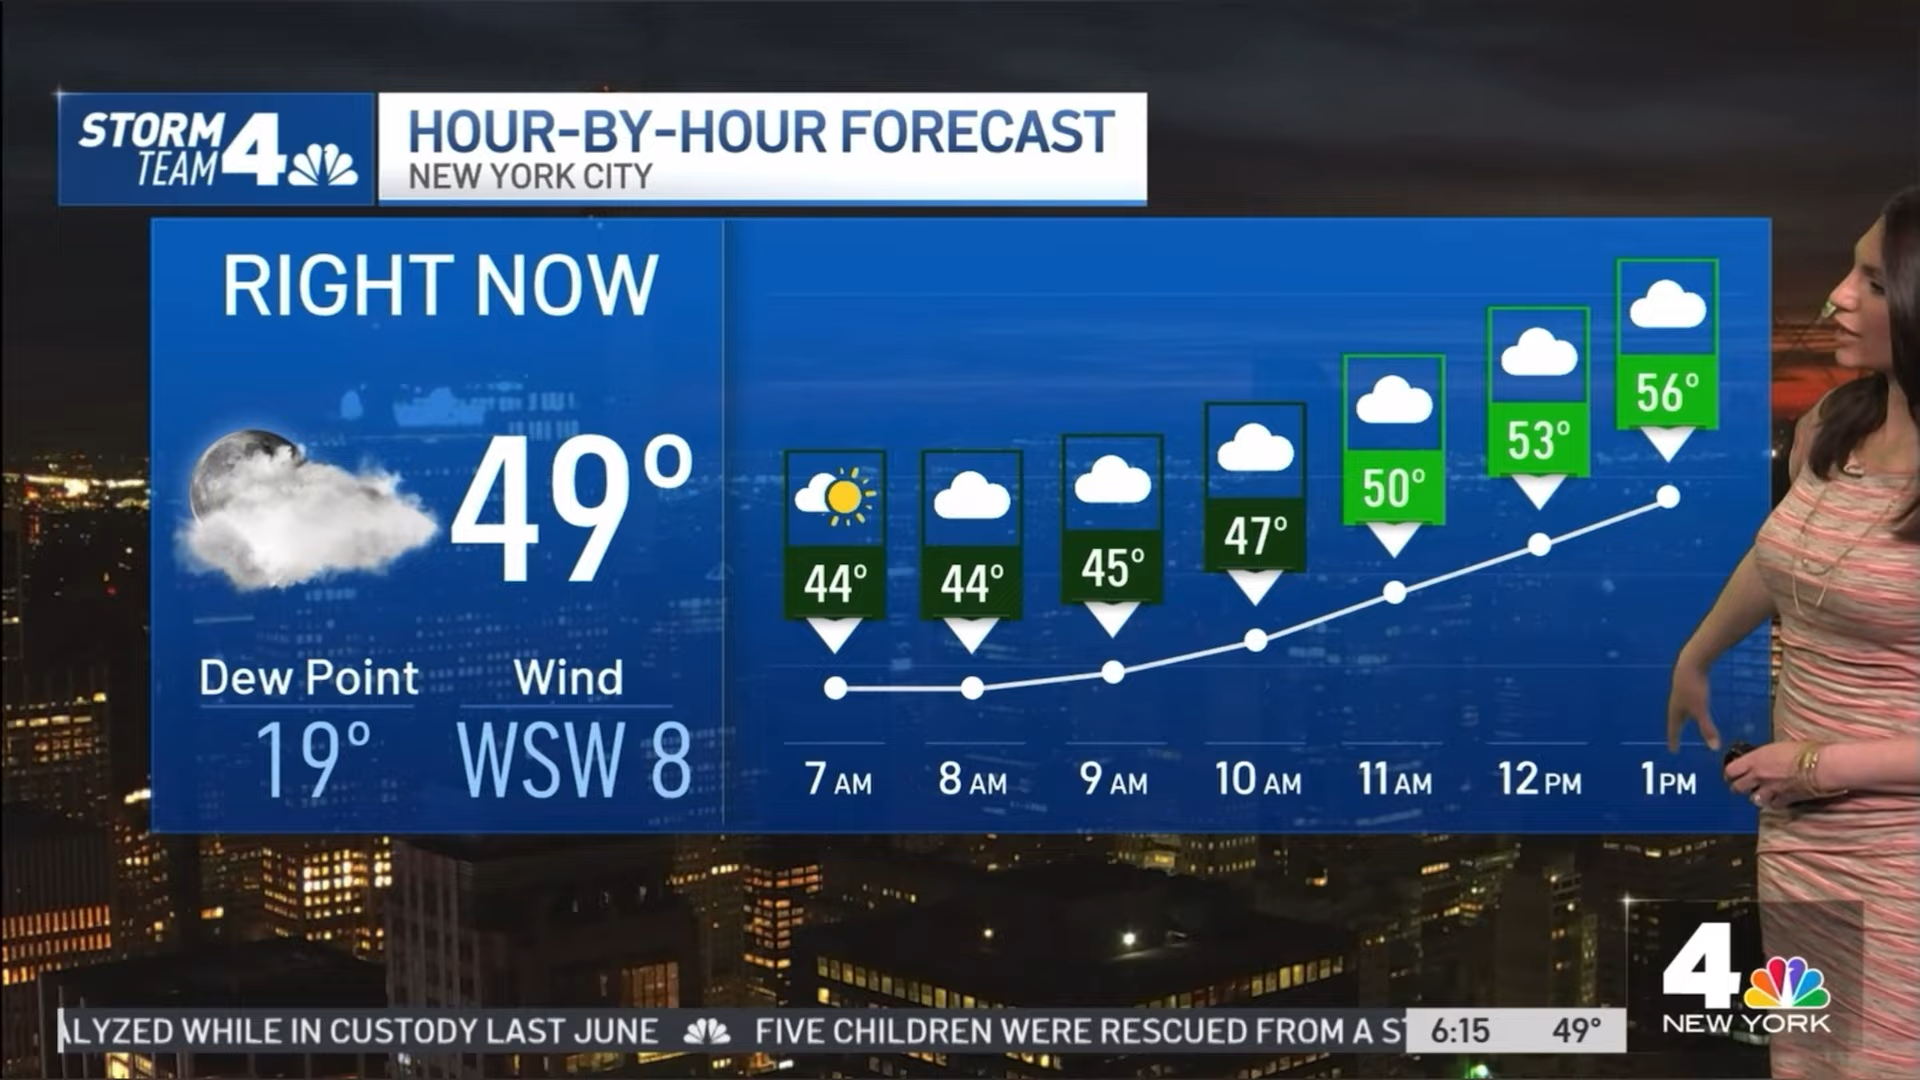 STORM TEAM 4
HOUR-BY-HOUR FORECAST
NEW YORK CITY
RIGHT NOW
49°
Dew Point
19°
Wind
WSW 8
44° 44° 45° 47° 50° 53° 56°
7 AM 8 AM 9 AM 10 AM 11 AM 12 PM 1 PM
4
NEW YORK
LYZED WHILE IN CUSTODY LAST JUNE FIVE CHILDREN WERE RESCUED FROM A S
6:15 49°